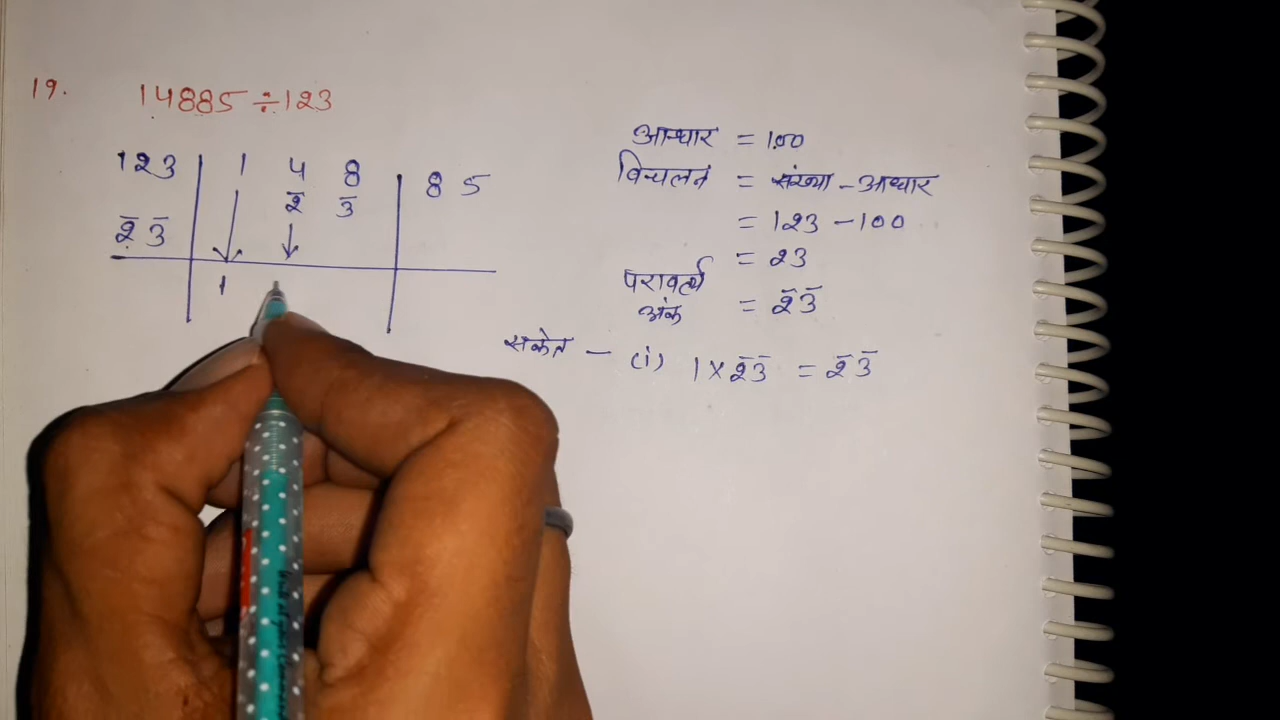 19. 14885 ÷ 123
123 | 1 4 8 | 8 5
2̄ 3̄
2̄3̄
1
आधार = 100
विचलन = संख्या - आधार
= 123 - 100
= 23
परावर्त्य
अंक = 2̄3̄
संकेत - (i) 1 × 2̄3̄ = 2̄3̄